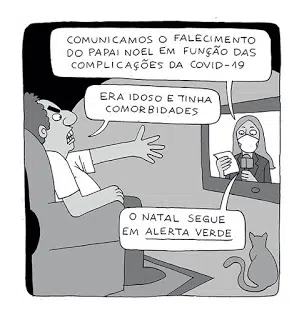 COMUNICAMOS O FALECIMENTO
DO PAPAI NOEL EM FUNÇÃO DAS
COMPLICAÇÕES DA COVID-19
ERA IDOSO E TINHA
COMORBIDADES
O NATAL SEGUE
EM ALERTA VERDE